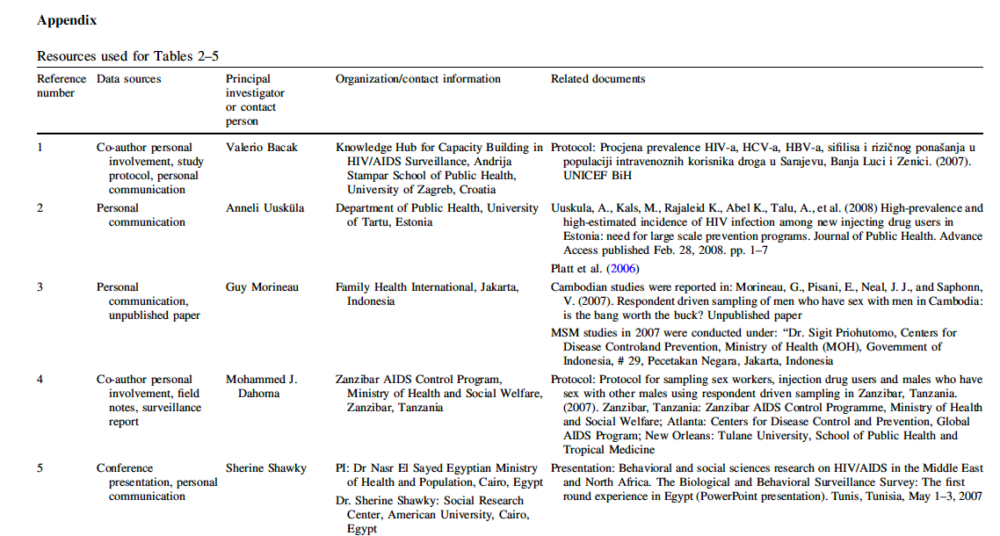 Appendix
Resources used for Tables 2–5
Reference number Data sources Principal investigator or contact person Organization/contact information Related documents
1 Co-author personal involvement, study protocol, personal communication Valerio Bacak Knowledge Hub for Capacity Building in HIV/AIDS Surveillance, Andrija Stampar School of Public Health, University of Zagreb, Croatia Protocol: Procjena prevalence HIV-a, HCV-a, HBV-a, sifilisa i rizičnog ponašanja u populaciji intravenoznih korisnika droga u Sarajevu, Banja Luci i Zenici. (2007). UNICEF BiH
2 Personal communication Anneli Uusküla Department of Public Health, University of Tartu, Estonia Uuskula, A., Kals, M., Rajaleid K., Abel K., Talu, A., et al. (2008) High-prevalence and high-estimated incidence of HIV infection among new injecting drug users in Estonia: need for large scale prevention programs. Journal of Public Health. Advance Access published Feb. 28, 2008. pp. 1–7
Platt et al. (2006)
3 Personal communication, unpublished paper Guy Morineau Family Health International, Jakarta, Indonesia Cambodian studies were reported in: Morineau, G., Pisani, E., Neal, J. J., and Saphonn, V. (2007). Respondent driven sampling of men who have sex with men in Cambodia: is the bang worth the buck? Unpublished paper
MSM studies in 2007 were conducted under: “Dr. Sigit Priohutomo, Centers for Disease Controland Prevention, Ministry of Health (MOH), Government of Indonesia, # 29, Pecetakan Negara, Jakarta, Indonesia
4 Co-author personal involvement, field notes, surveillance report Mohammed J. Dahoma Zanzibar AIDS Control Program, Ministry of Health and Social Welfare, Zanzibar, Tanzania Protocol: Protocol for sampling sex workers, injection drug users and males who have sex with other males using respondent driven sampling in Zanzibar, Tanzania. (2007). Zanzibar, Tanzania: Zanzibar AIDS Control Programme, Ministry of Health and Social Welfare; Atlanta: Centers for Disease Control and Prevention, Global AIDS Program; New Orleans: Tulane University, School of Public Health and Tropical Medicine
5 Conference presentation, personal communication Sherine Shawky PI: Dr Nasr El Sayed Egyptian Ministry of Health and Population, Cairo, Egypt
Dr. Sherine Shawky: Social Research Center, American University, Cairo, Egypt Presentation: Behavioral and social sciences research on HIV/AIDS in the Middle East and North Africa. The Biological and Behavioral Surveillance Survey: The first round experience in Egypt (PowerPoint presentation). Tunis, Tunisia, May 1–3, 2007